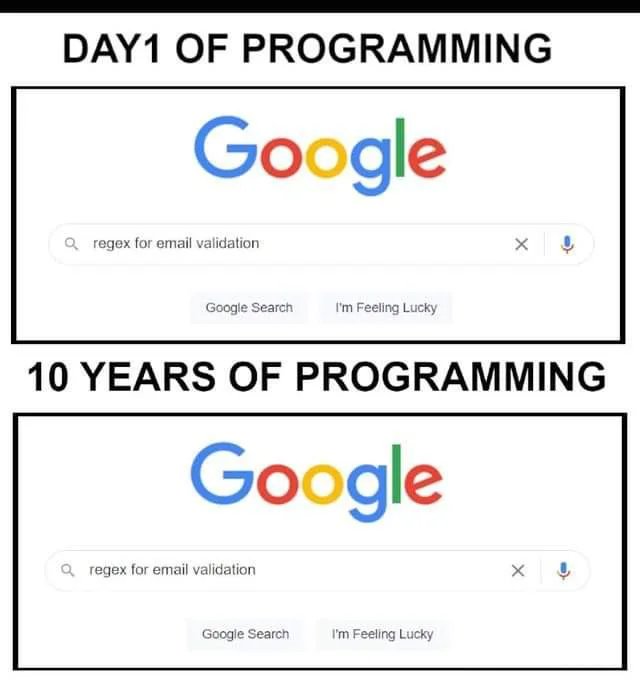 DAY1 OF PROGRAMMING
Google
regex for email validation
Google Search I'm Feeling Lucky
10 YEARS OF PROGRAMMING
Google
regex for email validation
Google Search I'm Feeling Lucky